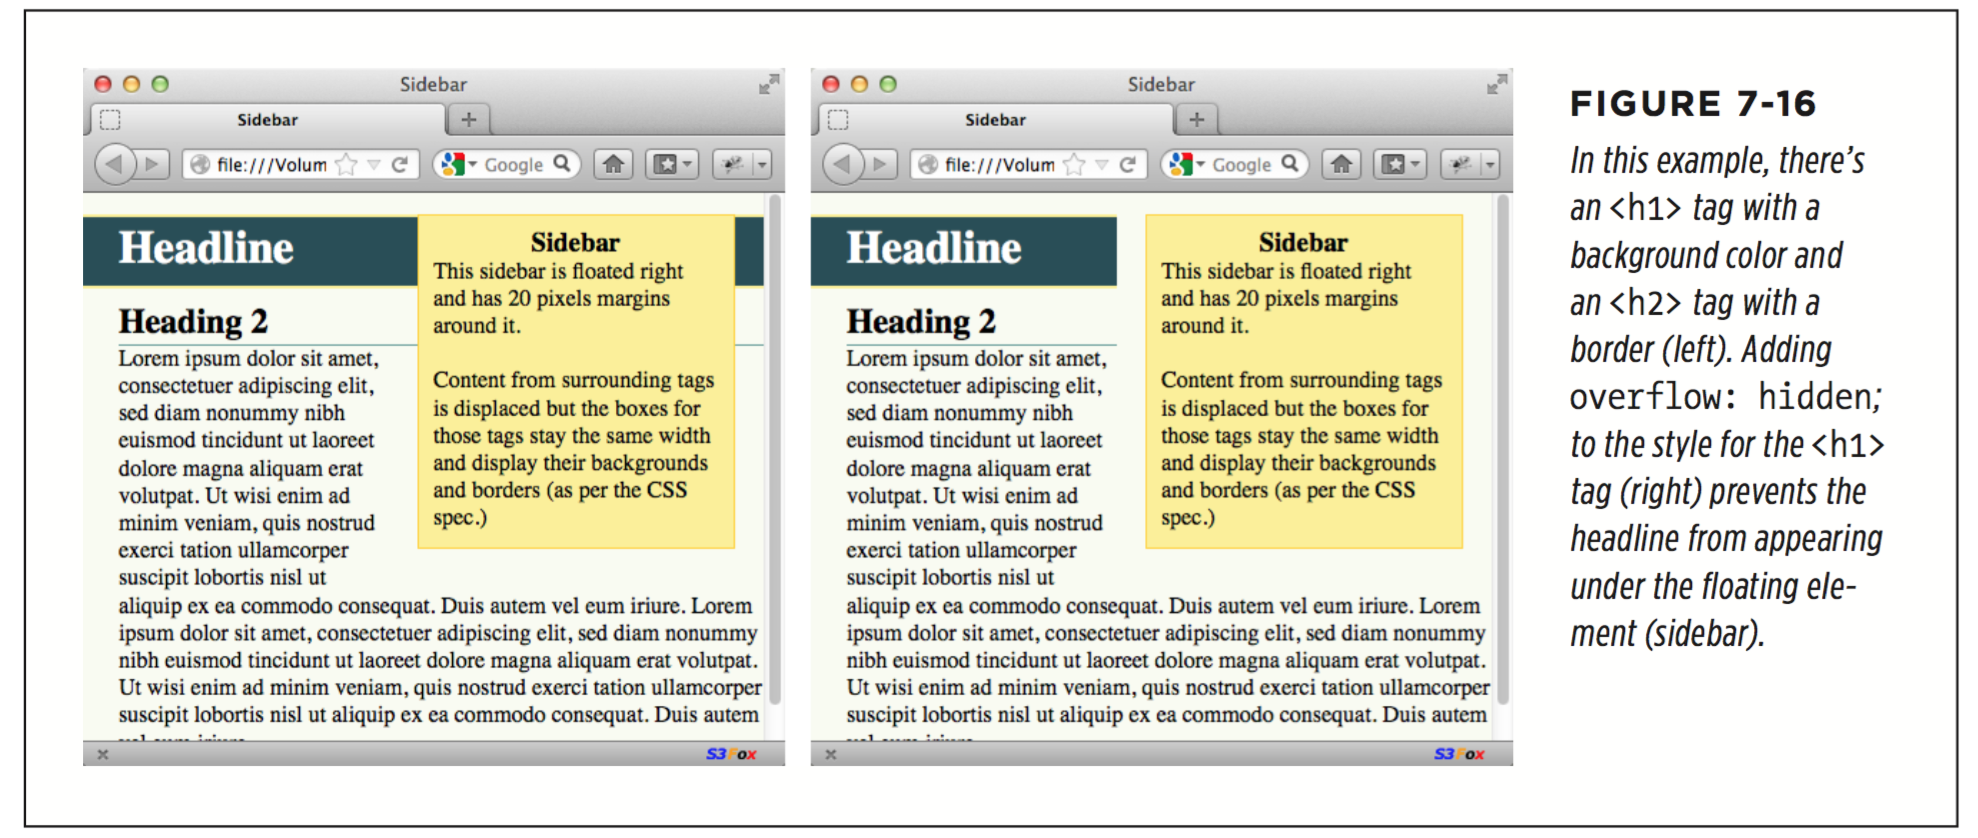 Sidebar
Sidebar
file:///Volum
Google
Headline
Heading 2
Lorem ipsum dolor sit amet,
consectetuer adipiscing elit,
sed diam nonummy nibh
euismod tincidunt ut laoreet
dolore magna aliquam erat
volutpat. Ut wisi enim ad
minim veniam, quis nostrud
exerci tation ullamcorper
suscipit lobortis nisl ut
aliquip ex ea commodo consequat. Duis autem vel eum iriure. Lorem
ipsum dolor sit amet, consectetuer adipiscing elit, sed diam nonummy
nibh euismod tincidunt ut laoreet dolore magna aliquam erat volutpat.
Ut wisi enim ad minim veniam, quis nostrud exerci tation ullamcorper
suscipit lobortis nisl ut aliquip ex ea commodo consequat. Duis autem
Sidebar
This sidebar is floated right
and has 20 pixels margins
around it.
Content from surrounding tags
is displaced but the boxes for
those tags stay the same width
and display their backgrounds
and borders (as per the CSS
spec.)
S3Fox
Sidebar
Sidebar
file:///Volum
Google
Headline
Heading 2
Lorem ipsum dolor sit amet,
consectetuer adipiscing elit,
sed diam nonummy nibh
euismod tincidunt ut laoreet
dolore magna aliquam erat
volutpat. Ut wisi enim ad
minim veniam, quis nostrud
exerci tation ullamcorper
suscipit lobortis nisl ut
aliquip ex ea commodo consequat. Duis autem vel eum iriure. Lorem
ipsum dolor sit amet, consectetuer adipiscing elit, sed diam nonummy
nibh euismod tincidunt ut laoreet dolore magna aliquam erat volutpat.
Ut wisi enim ad minim veniam, quis nostrud exerci tation ullamcorper
suscipit lobortis nisl ut aliquip ex ea commodo consequat. Duis autem
Sidebar
This sidebar is floated right
and has 20 pixels margins
around it.
Content from surrounding tags
is displaced but the boxes for
those tags stay the same width
and display their backgrounds
and borders (as per the CSS
spec.)
S3Fox
FIGURE 7-16
In this example, there's
an <h1> tag with a
background color and
an <h2> tag with a
border (left). Adding
overflow: hidden;
to the style for the <h1>
tag (right) prevents the
headline from appearing
under the floating ele-
ment (sidebar).